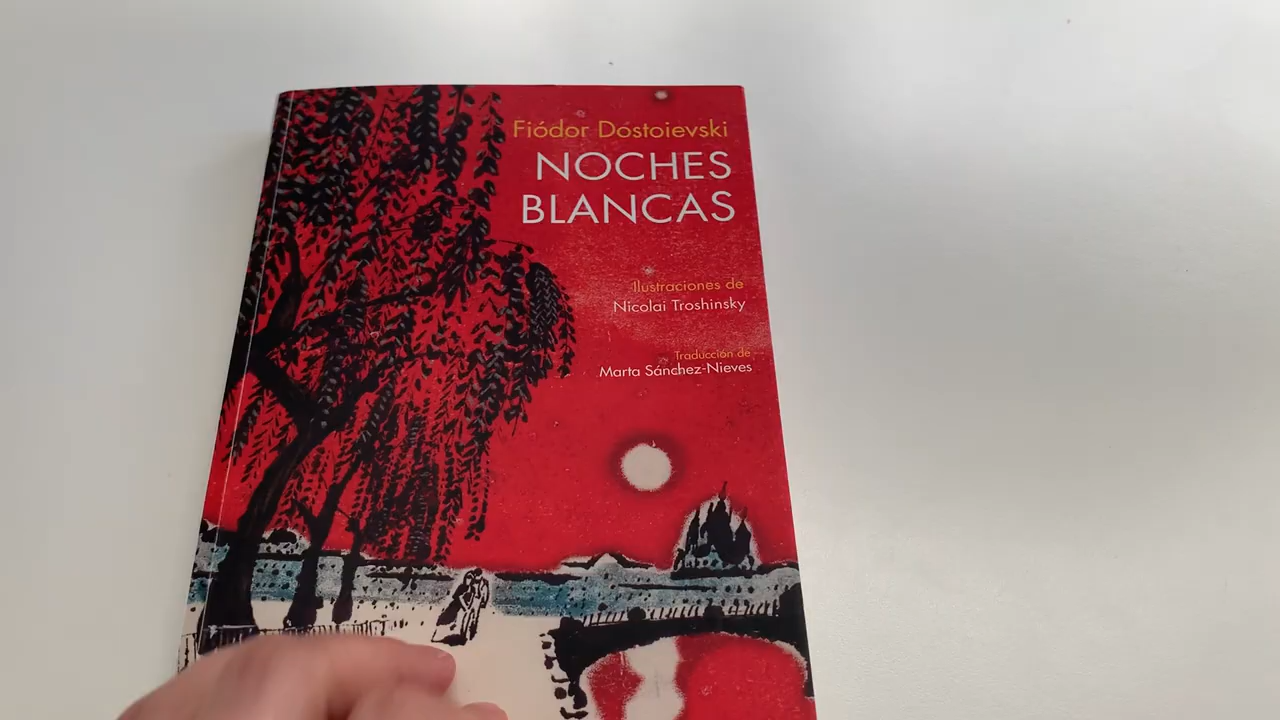 Fiódor Dostoievski
NOCHES
BLANCAS
Ilustraciones de
Nicolai Troshinsky
Traducción de
Marta Sánchez-Nieves